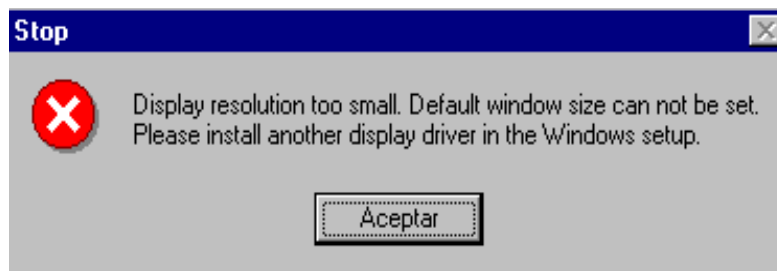 Stop
Display resolution too small. Default window size can not be set.
Please install another display driver in the Windows setup.
Aceptar